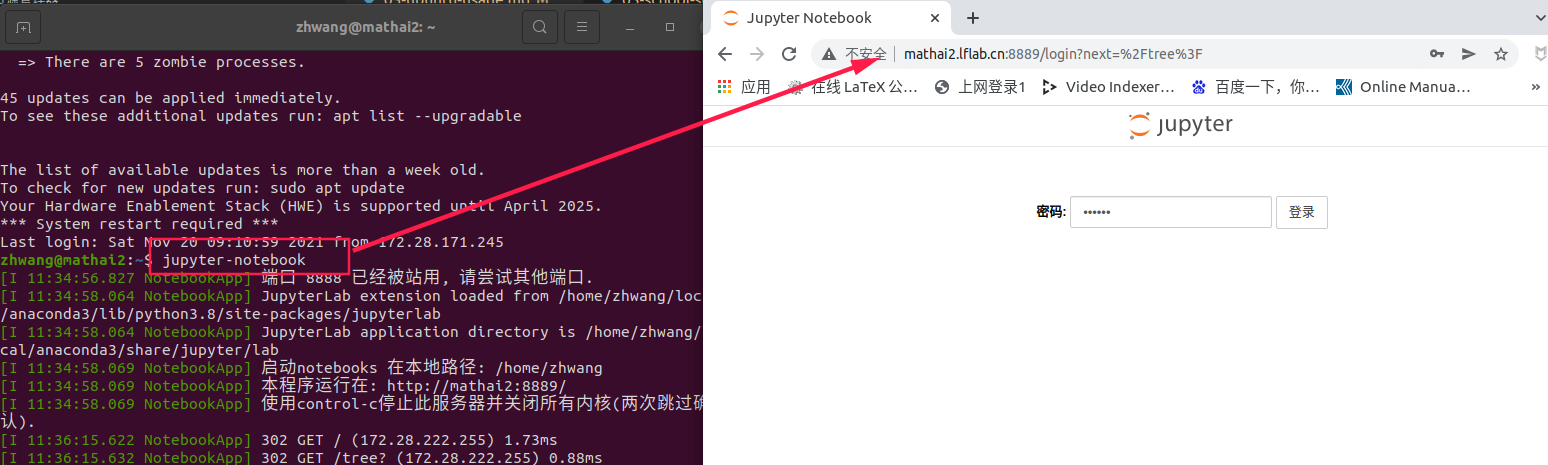 zhwang@mathai2: ~
=> There are 5 zombie processes.
45 updates can be applied immediately.
To see these additional updates run: apt list --upgradable
The list of available updates is more than a week old.
To check for new updates run: sudo apt update
Your Hardware Enablement Stack (HWE) is supported until April 2025.
*** System restart required ***
Last login: Sat Nov 20 09:10:59 2021 from 172.28.171.245
zhwang@mathai2:~$ jupyter-notebook
[I 11:34:56.827 NotebookApp] 端口 8888 已经被站用, 请尝试其他端口.
[I 11:34:58.064 NotebookApp] JupyterLab extension loaded from /home/zhwang/loc
/anaconda3/lib/python3.8/site-packages/jupyterlab
[I 11:34:58.064 NotebookApp] JupyterLab application directory is /home/zhwang/
cal/anaconda3/share/jupyter/lab
[I 11:34:58.069 NotebookApp] 启动notebooks 在本地路径: /home/zhwang
[I 11:34:58.069 NotebookApp] 本程序运行在: http://mathai2:8889/
[I 11:34:58.069 NotebookApp] 使用control-c停止此服务器并关闭所有内核(两次跳过确
认).
[I 11:36:15.622 NotebookApp] 302 GET / (172.28.222.255) 1.73ms
[I 11:36:15.632 NotebookApp] 302 GET /tree? (172.28.222.255) 0.88ms
Jupyter Notebook
不安全 mathai2.lflab.cn:8889/login?next=%2Ftree%3F
应用 在线 LaTeX 公… 上网登录1 Video Indexer… 百度一下，你… Online Manua… »
jupyter
密码: •••••• 登录